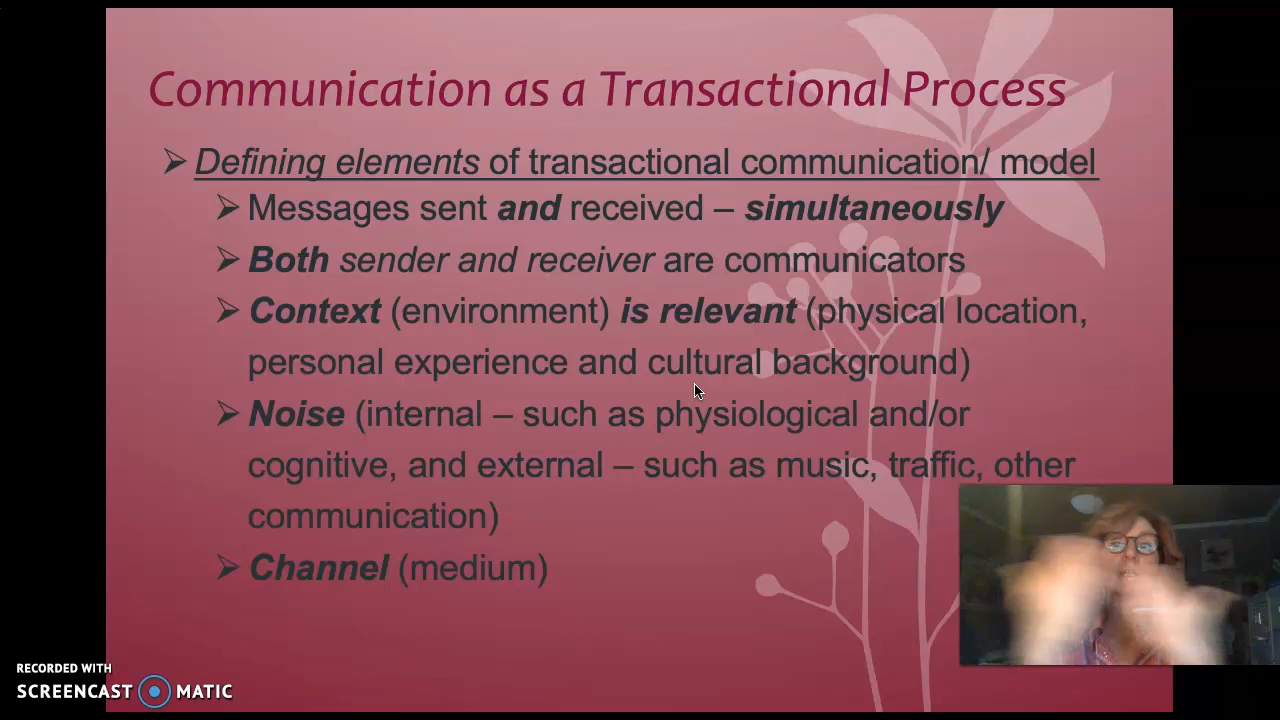 Communication as a Transactional Process
➢ Defining elements of transactional communication/ model
➢ Messages sent and received – simultaneously
➢ Both sender and receiver are communicators
➢ Context (environment) is relevant (physical location,
personal experience and cultural background)
➢ Noise (internal – such as physiological and/or
cognitive, and external – such as music, traffic, other
communication)
➢ Channel (medium)
RECORDED WITH
SCREENCAST MATIC